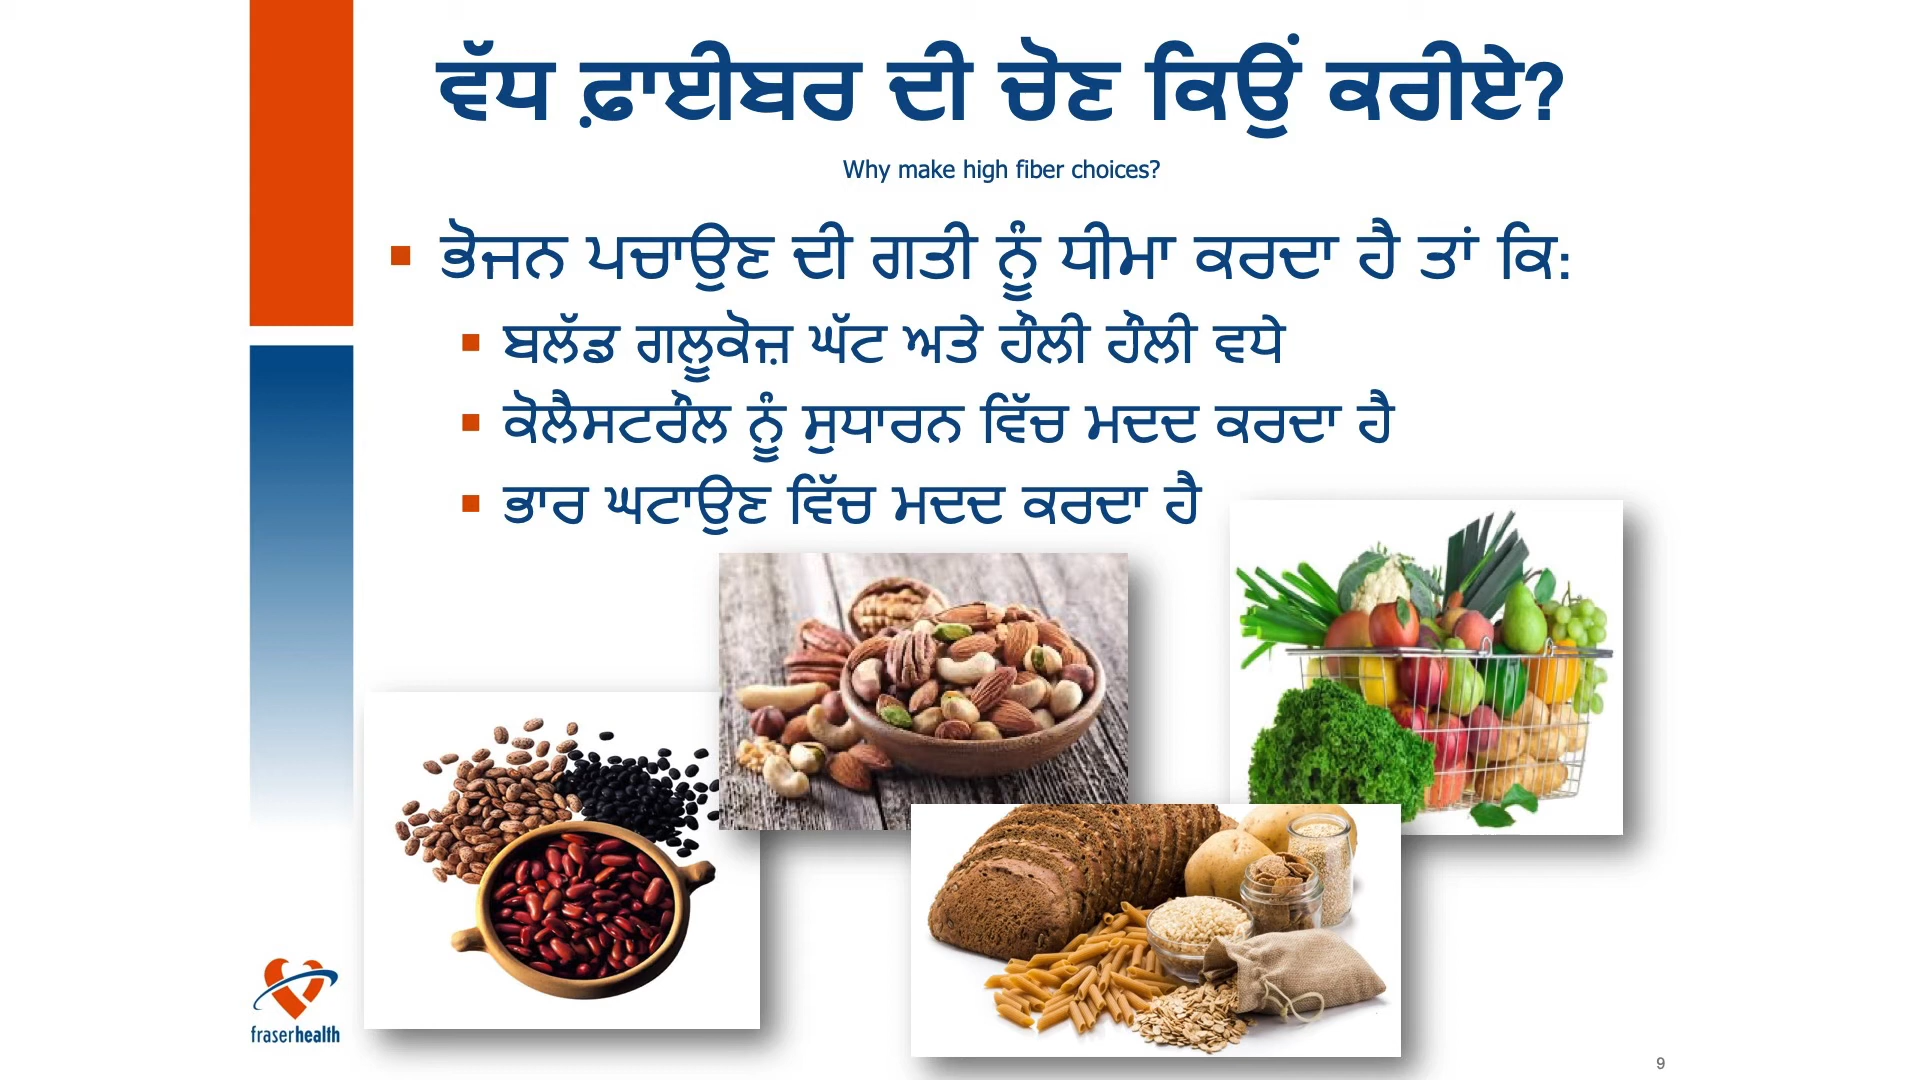 ਵੱਧ ਫ਼ਾਈਬਰ ਦੀ ਚੋਣ ਕਿਉਂ ਕਰੀਏ?
Why make high fiber choices?
ਭੋਜਨ ਪਚਾਉਣ ਦੀ ਗਤੀ ਨੂੰ ਧੀਮਾ ਕਰਦਾ ਹੈ ਤਾਂ ਕਿ:
ਬਲੱਡ ਗਲੂਕੋਜ਼ ਘੱਟ ਅਤੇ ਹੌਲੀ ਹੌਲੀ ਵਧੇ
ਕੋਲੈਸਟਰੌਲ ਨੂੰ ਸੁਧਾਰਨ ਵਿੱਚ ਮਦਦ ਕਰਦਾ ਹੈ
ਭਾਰ ਘਟਾਉਣ ਵਿੱਚ ਮਦਦ ਕਰਦਾ ਹੈ
fraserhealth
9